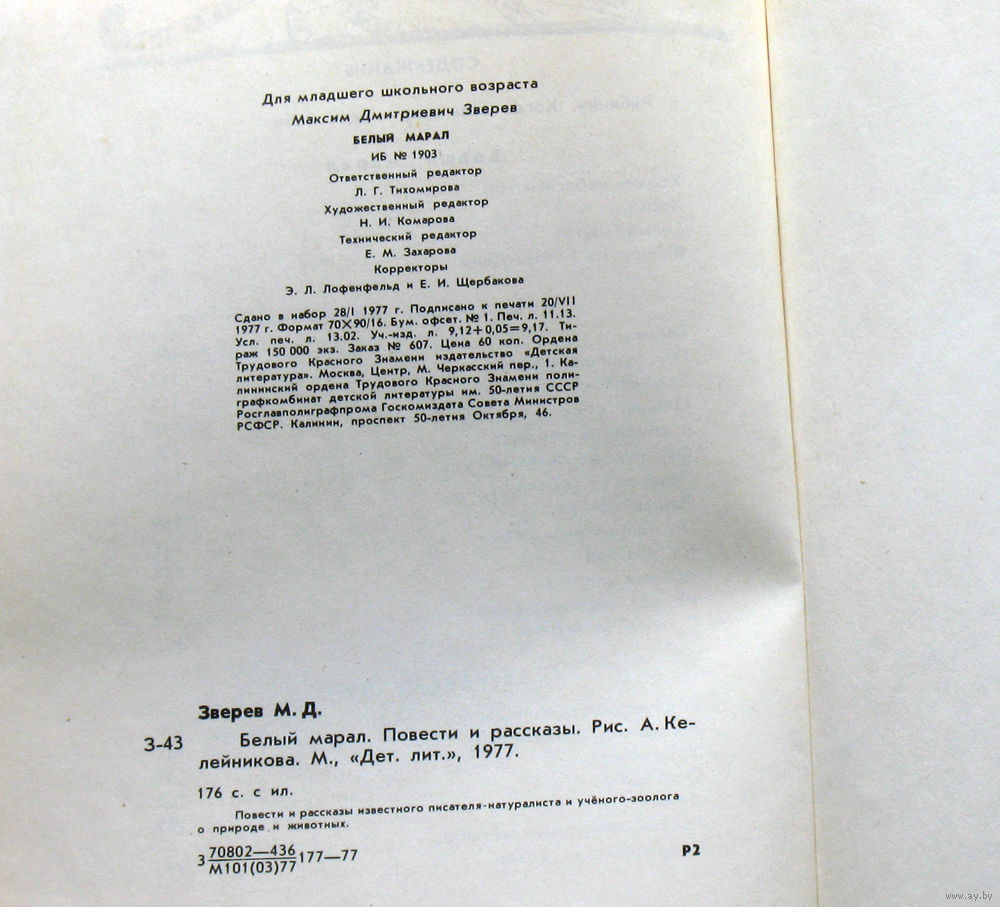 Для младшего школьного возраста
Максим Дмитриевич Зверев
БЕЛЫЙ МАРАЛ
ИБ № 1903
Ответственный редактор
Л. Г. Тихомирова
Художественный редактор
Н. И. Комарова
Технический редактор
Е. М. Захарова
Корректоры
Э. Л. Лофенфельд и Е. И. Щербакова
Сдано в набор 28/I 1977 г. Подписано к печати 20/VII
1977 г. Формат 70×90/16. Бум. офсет. № 1. Печ. л. 11.13.
Усл. печ. л. 13.02. Уч.-изд. л. 9,12+0,05=9,17. Ти-
раж 150 000 экз. Заказ № 607. Цена 60 коп. Ордена
Трудового Красного Знамени издательство «Детская
литература». Москва, Центр, М. Черкасский пер., 1. Ка-
лининский ордена Трудового Красного Знамени поли-
графкомбинат детской литературы им. 50-летия СССР
Росглавполиграфпрома Госкомиздата Совета Министров
РСФСР. Калинин, проспект 50-летия Октября, 46.
Зверев М. Д.
З-43 Белый марал. Повести и рассказы. Рис. А. Ке-
лейникова. М., «Дет. лит.», 1977.
176 с. с ил.
Повести и рассказы известного писателя-натуралиста и учёного-зоолога
о природе и животных.
З 70802—436
М101(03)77 177—77
Р2
www.ay.by